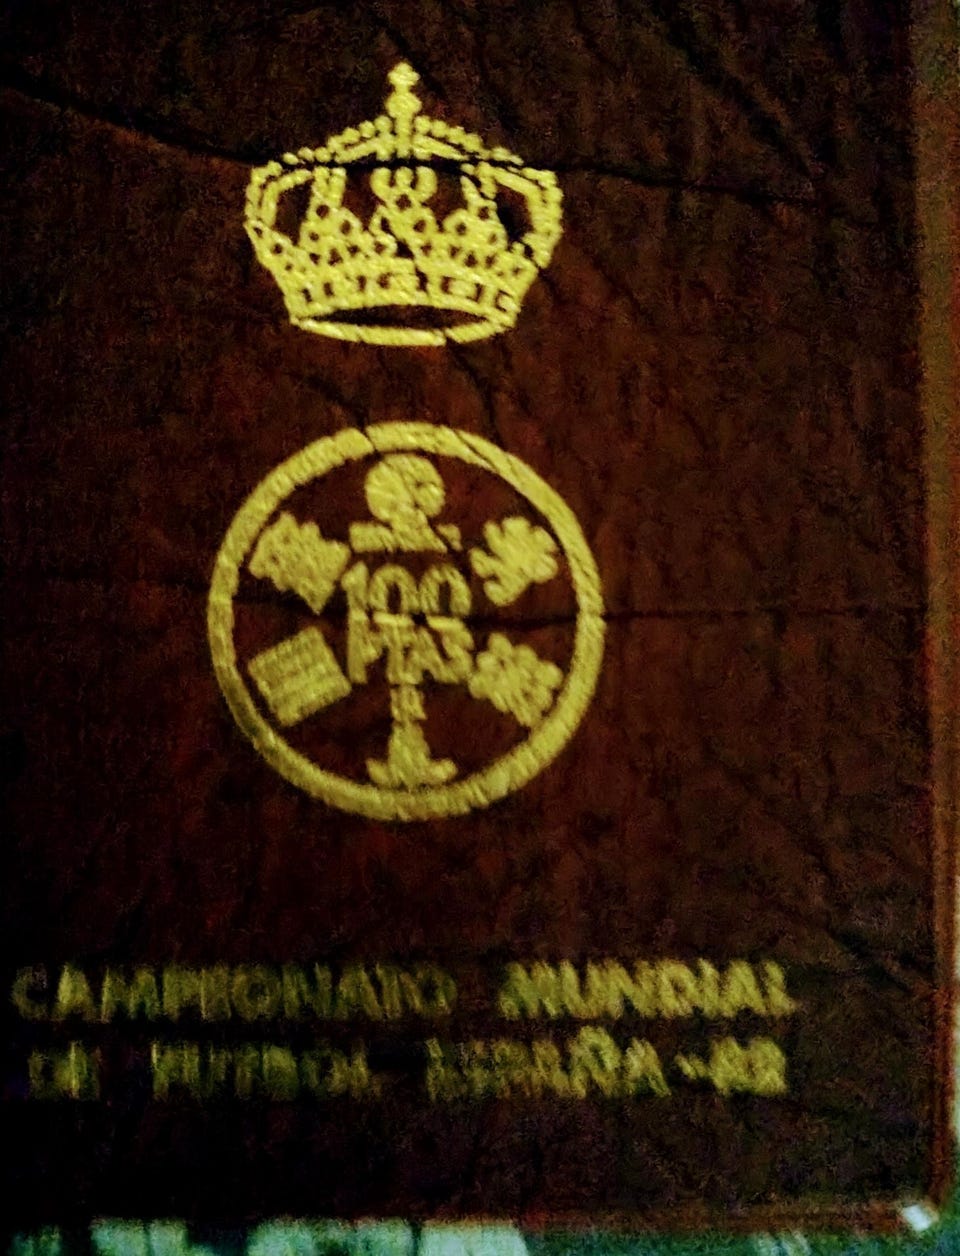 100
PTAS
CAMPEONATO MUNDIAL
DE FUTBOL ESPAÑA-82